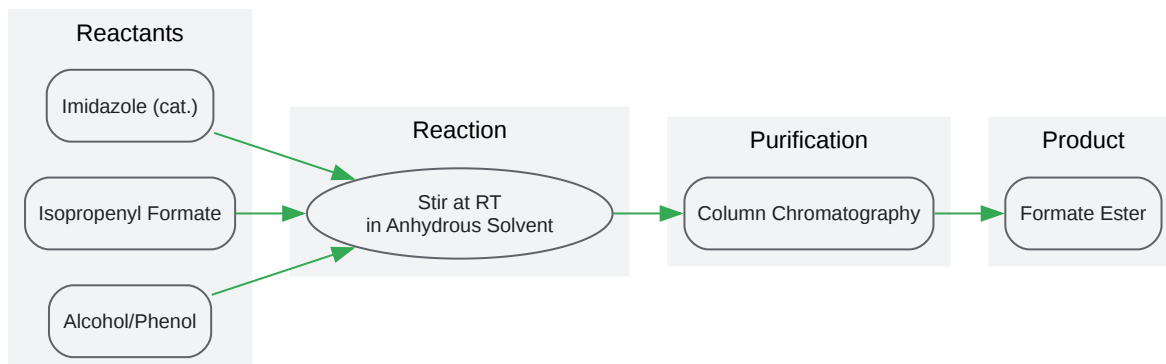 Reactants
Imidazole (cat.)
Isopropenyl Formate
Alcohol/Phenol
Reaction
Stir at RT
in Anhydrous Solvent
Purification
Column Chromatography
Product
Formate Ester